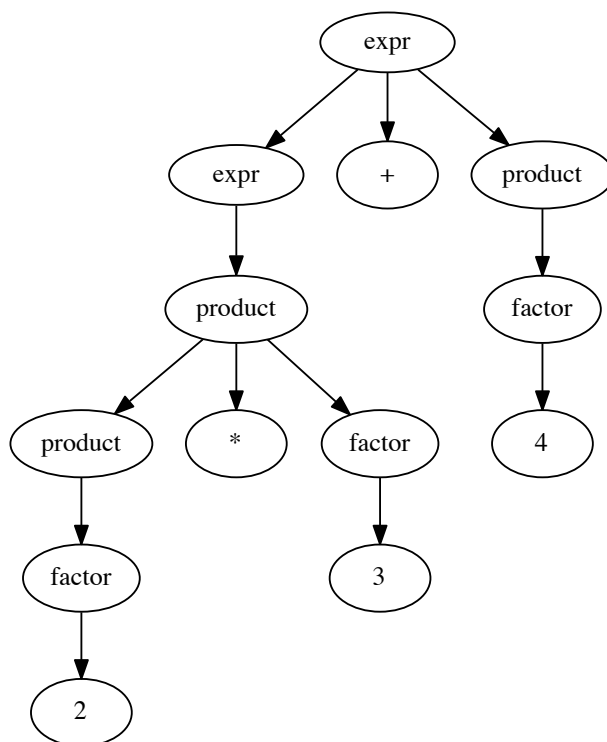 expr
expr + product
product factor
product * factor 4
factor 3
2